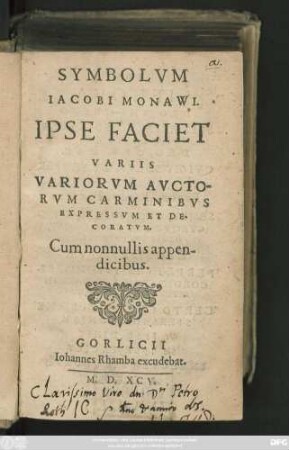 SYMBOLVM
IACOBI MONAWI.
IPSE FACIET
VARIIS
VARIORVM AVCTO-
RVM CARMINIBVS
EXPRESSVM ET DE-
CORATVM.
Cum nonnullis appen-
dicibus.
GORLICII
Iohannes Rhamba excudebat.
M. D. XCV.
Clarissimo Viro dn. Petro